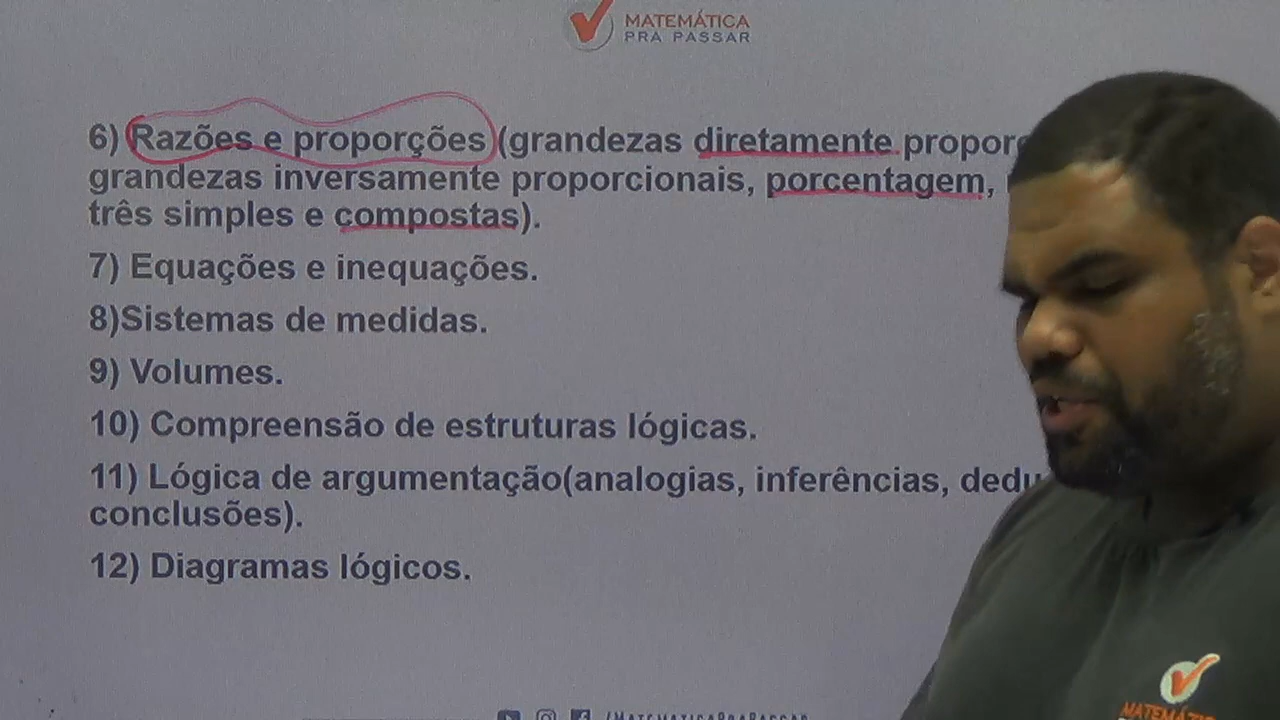 MATEMÁTICA
PRA PASSAR
6) Razões e proporções (grandezas diretamente
grandezas inversamente proporcionais, porcentagem,
três simples e compostas).
7) Equações e inequações.
8)Sistemas de medidas.
9) Volumes.
10) Compreensão de estruturas lógicas.
11) Lógica de argumentação(analogias, inferências,
conclusões).
12) Diagramas lógicos.
/MATEMATICAPRAPASSAR